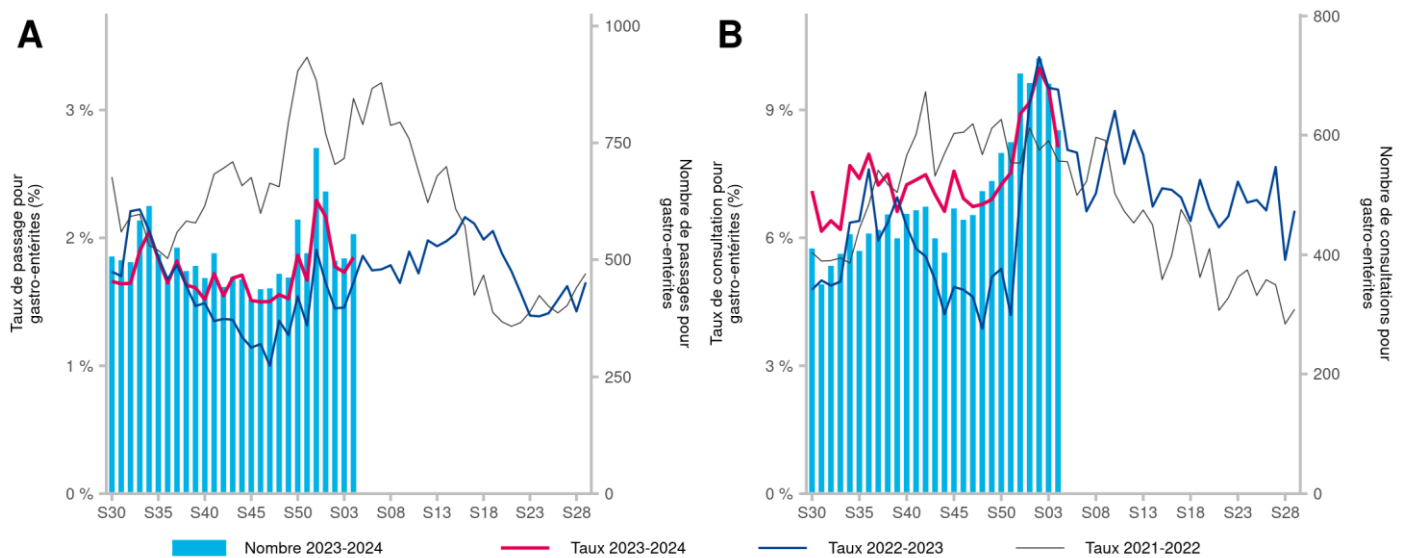 A
Taux de passage pour
gastro-entérites (%)
3 %
2 %
1 %
0 %
1000
750
500
250
0
Nombre de passages pour
gastro-entérites
S30 S35 S40 S45 S50 S03 S08 S13 S18 S23 S28
B
Taux de consultation pour
gastro-entérites (%)
9 %
6 %
3 %
0 %
800
600
400
200
0
Nombre de consultations pour
gastro-entérites
S30 S35 S40 S45 S50 S03 S08 S13 S18 S23 S28
Nombre 2023-2024 Taux 2023-2024 Taux 2022-2023 Taux 2021-2022